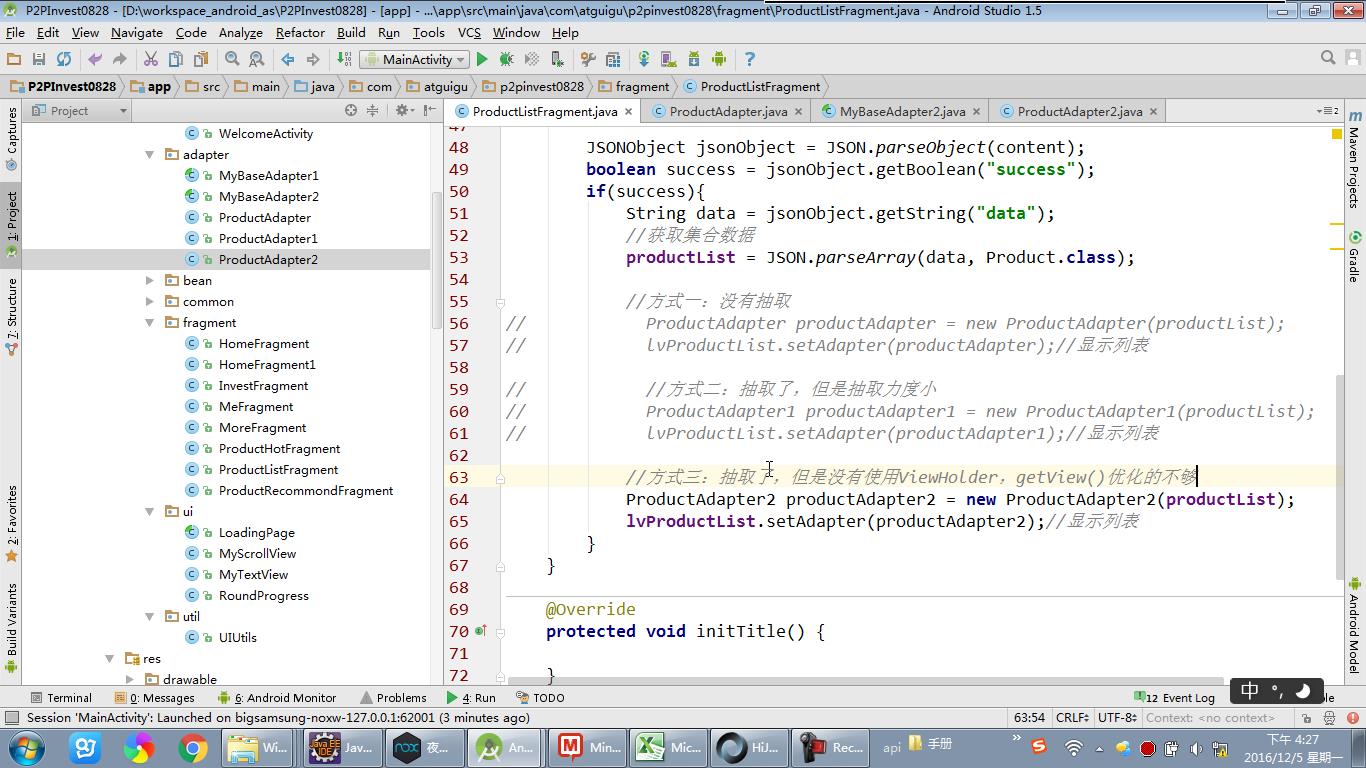 P2PInvest0828 - [D:\workspace_android_as\P2PInvest0828] - [app] - ...\app\src\main\java\com\atguigu\p2pinvest0828\fragment\ProductListFragment.java - Android Studio 1.5
File Edit View Navigate Code Analyze Refactor Build Run Tools VCS Window Help
MainActivity
P2PInvest0828 app src main java com atguigu p2pinvest0828 fragment ProductListFragment
Project
ProductListFragment.java ProductAdapter.java MyBaseAdapter2.java ProductAdapter2.java
Captures
1: Project
7: Structure
2: Favorites
Build Variants
WelcomeActivity
adapter
MyBaseAdapter1
MyBaseAdapter2
ProductAdapter
ProductAdapter1
ProductAdapter2
bean
common
fragment
HomeFragment
HomeFragment1
InvestFragment
MeFragment
MoreFragment
ProductHotFragment
ProductListFragment
ProductRecommondFragment
ui
LoadingPage
MyScrollView
MyTextView
RoundProgress
util
UIUtils
res
drawable
47
48 JSONObject jsonObject = JSON.parseObject(content);
49 boolean success = jsonObject.getBoolean("success");
50 if(success){
51 String data = jsonObject.getString("data");
52 //获取集合数据
53 productList = JSON.parseArray(data, Product.class);
54
55 //方式一：没有抽取
56 // ProductAdapter productAdapter = new ProductAdapter(productList);
57 // lvProductList.setAdapter(productAdapter);//显示列表
58
59 // //方式二：抽取了，但是抽取力度小
60 // ProductAdapter1 productAdapter1 = new ProductAdapter1(productList);
61 // lvProductList.setAdapter(productAdapter1);//显示列表
62
63 //方式三：抽取了，但是没有使用ViewHolder，getView()优化的不够
64 ProductAdapter2 productAdapter2 = new ProductAdapter2(productList);
65 lvProductList.setAdapter(productAdapter2);//显示列表
66 }
67 }
68
69 @Override
70 protected void initTitle() {
71
72 }
Maven Projects
Gradle
Android Model
Terminal 0: Messages 6: Android Monitor Problems 4: Run TODO 12 Event Log
中 °,
Session 'MainActivity': Launched on bigsamsung-noxw-127.0.0.1:62001 (3 minutes ago) 63:54 CRLF UTF-8 Context: <no context>
Wi... Jav... 夜... An... Min... Mic... HiJ... Rec... api 手册
下午 4:27
2016/12/5 星期一